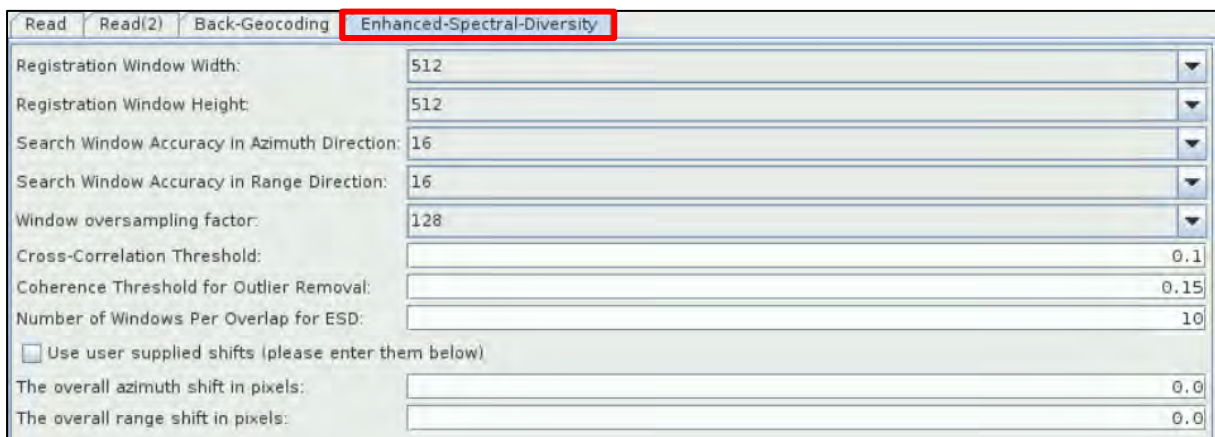 Read Read(2) Back-Geocoding Enhanced-Spectral-Diversity
Registration Window Width: 512
Registration Window Height: 512
Search Window Accuracy in Azimuth Direction: 16
Search Window Accuracy in Range Direction: 16
Window oversampling factor: 128
Cross-Correlation Threshold: 0.1
Coherence Threshold for Outlier Removal: 0.15
Number of Windows Per Overlap for ESD: 10
Use user supplied shifts (please enter them below)
The overall azimuth shift in pixels: 0.0
The overall range shift in pixels: 0.0